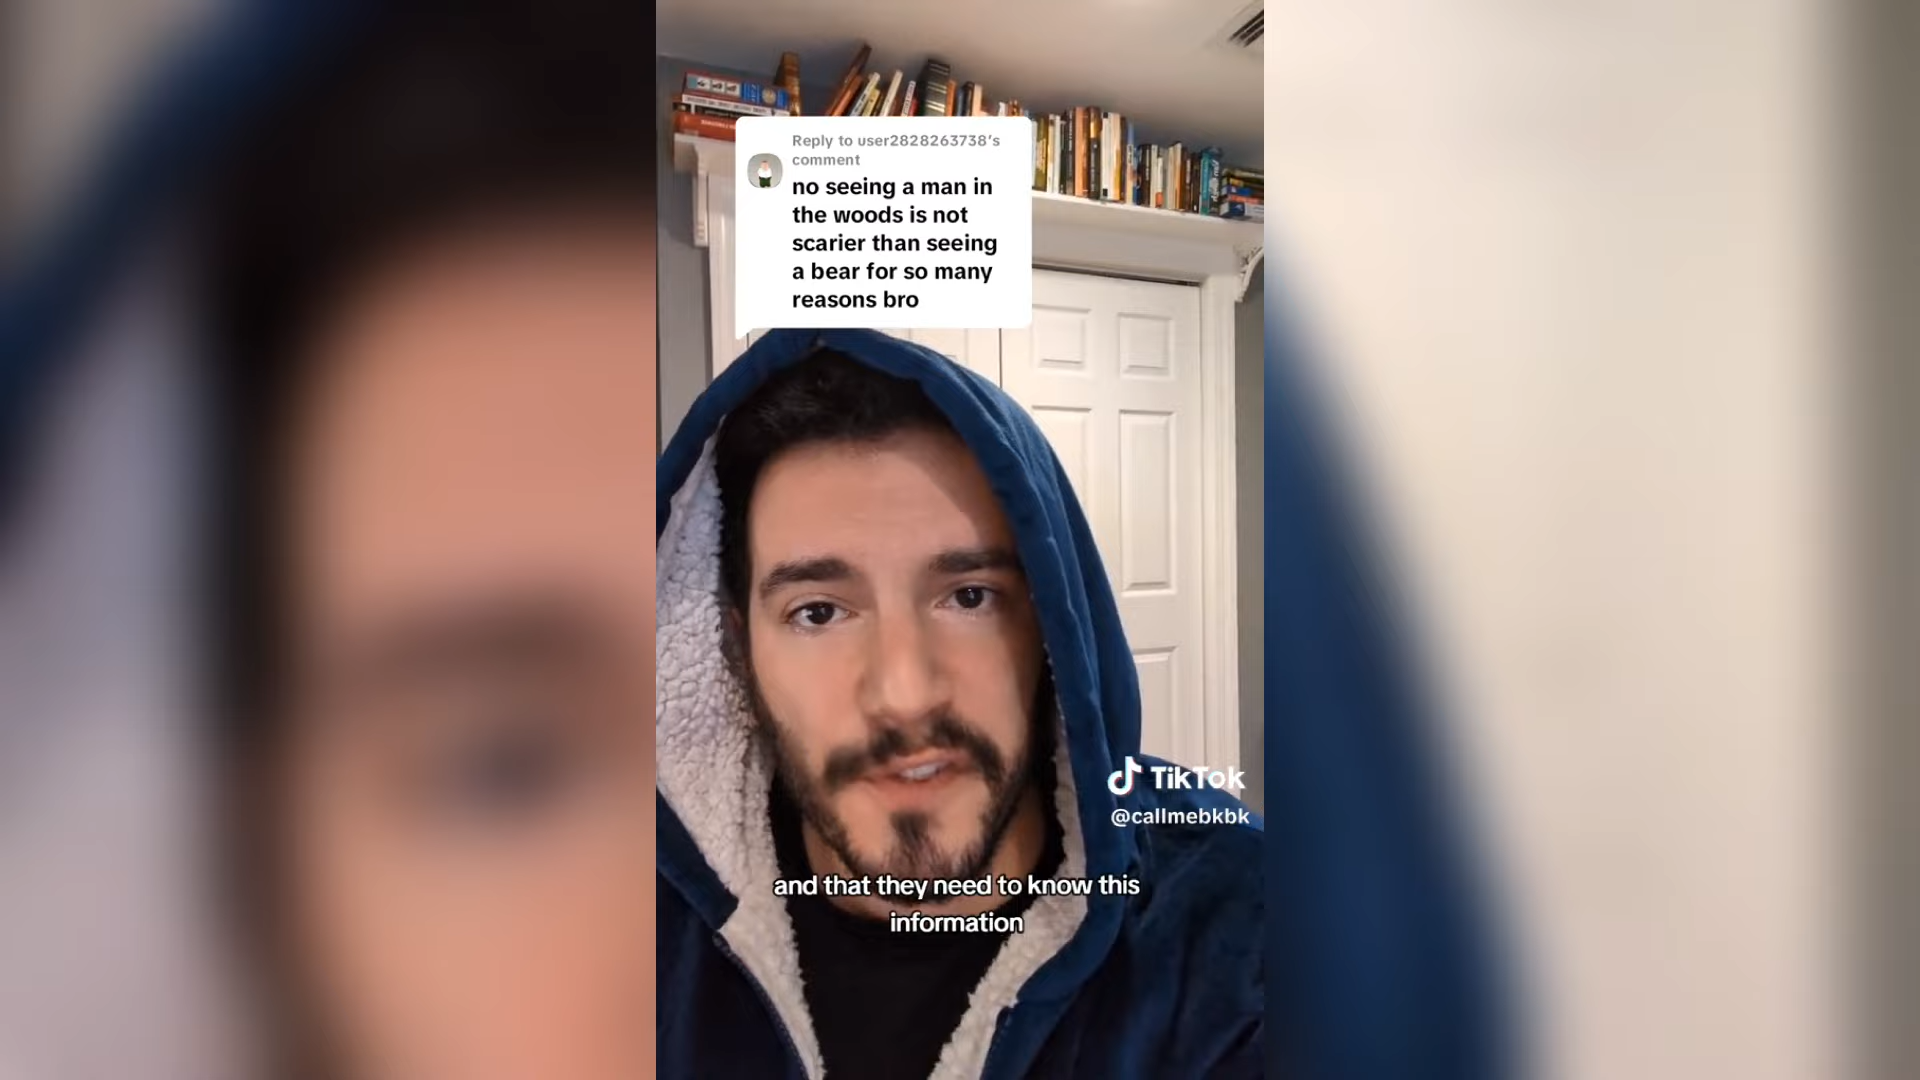 Reply to user2828263738's
comment
no seeing a man in
the woods is not
scarier than seeing
a bear for so many
reasons bro
TikTok
@callmebkbk
and that they need to know this
information